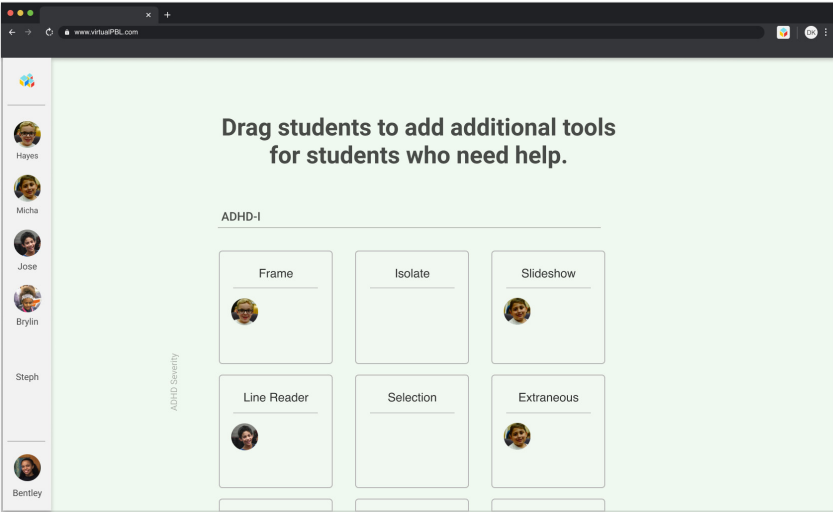 www.virtualPBL.com
DK
Hayes
Micha
Jose
Brylin
Steph
Bentley
Drag students to add additional tools
for students who need help.
ADHD-I
ADHD Severity
Frame
Isolate
Slideshow
Line Reader
Selection
Extraneous